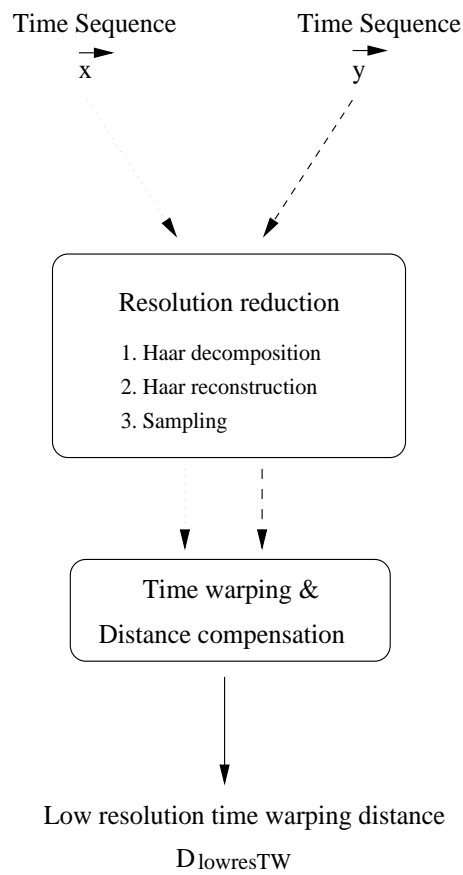 Time Sequence
Time Sequence
x
y
Resolution reduction
1. Haar decomposition
2. Haar reconstruction
3. Sampling
Time warping &
Distance compensation
Low resolution time warping distance
D lowresTW